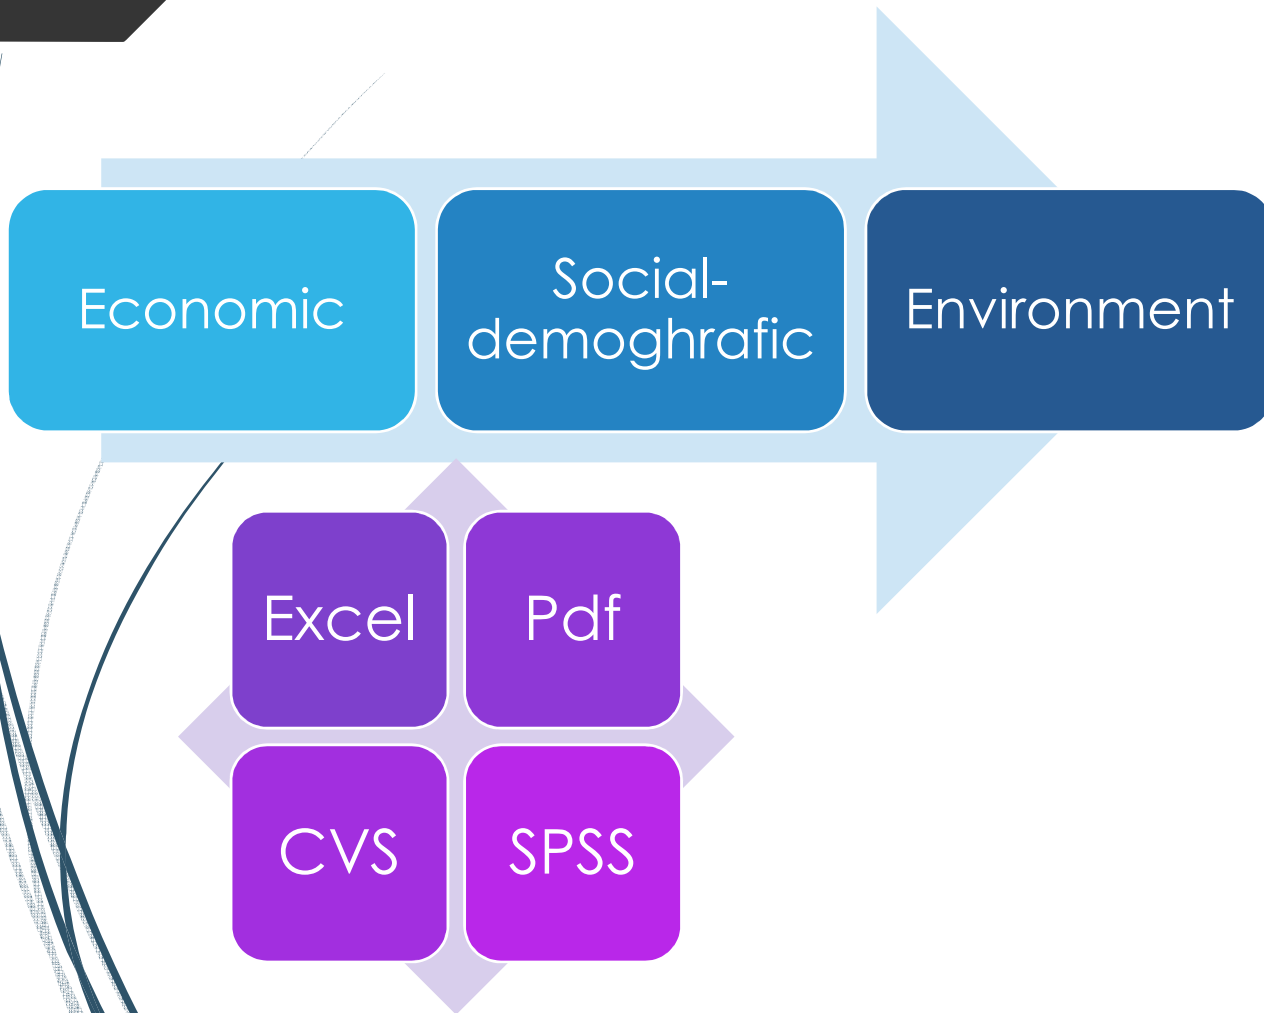 Economic
Social-
demoghrafic
Environment
Excel
Pdf
CVS
SPSS